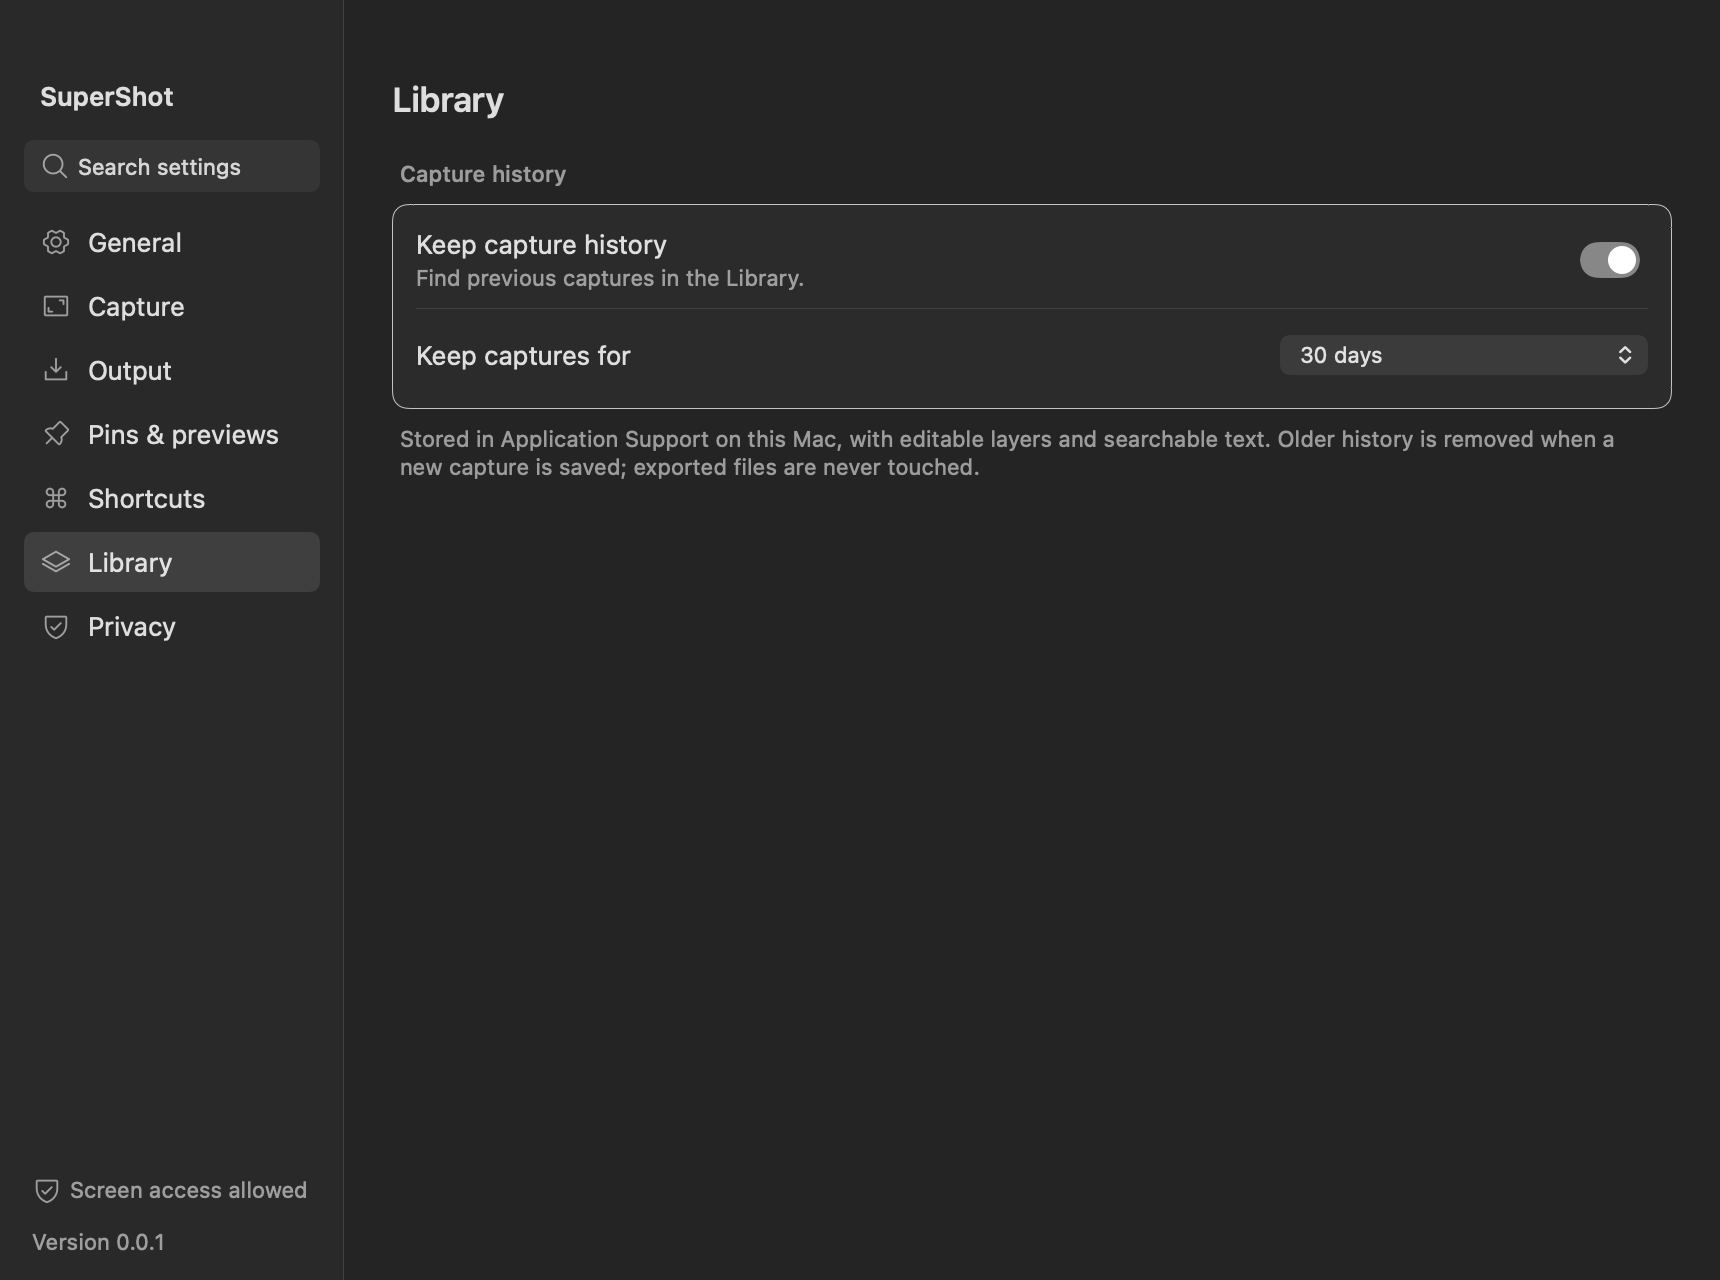 SuperShot
Search settings
General
Capture
Output
Pins & previews
Shortcuts
Library
Privacy
Screen access allowed
Version 0.0.1
Library
Capture history
Keep capture history
Find previous captures in the Library.
Keep captures for
30 days
Stored in Application Support on this Mac, with editable layers and searchable text. Older history is removed when a
new capture is saved; exported files are never touched.